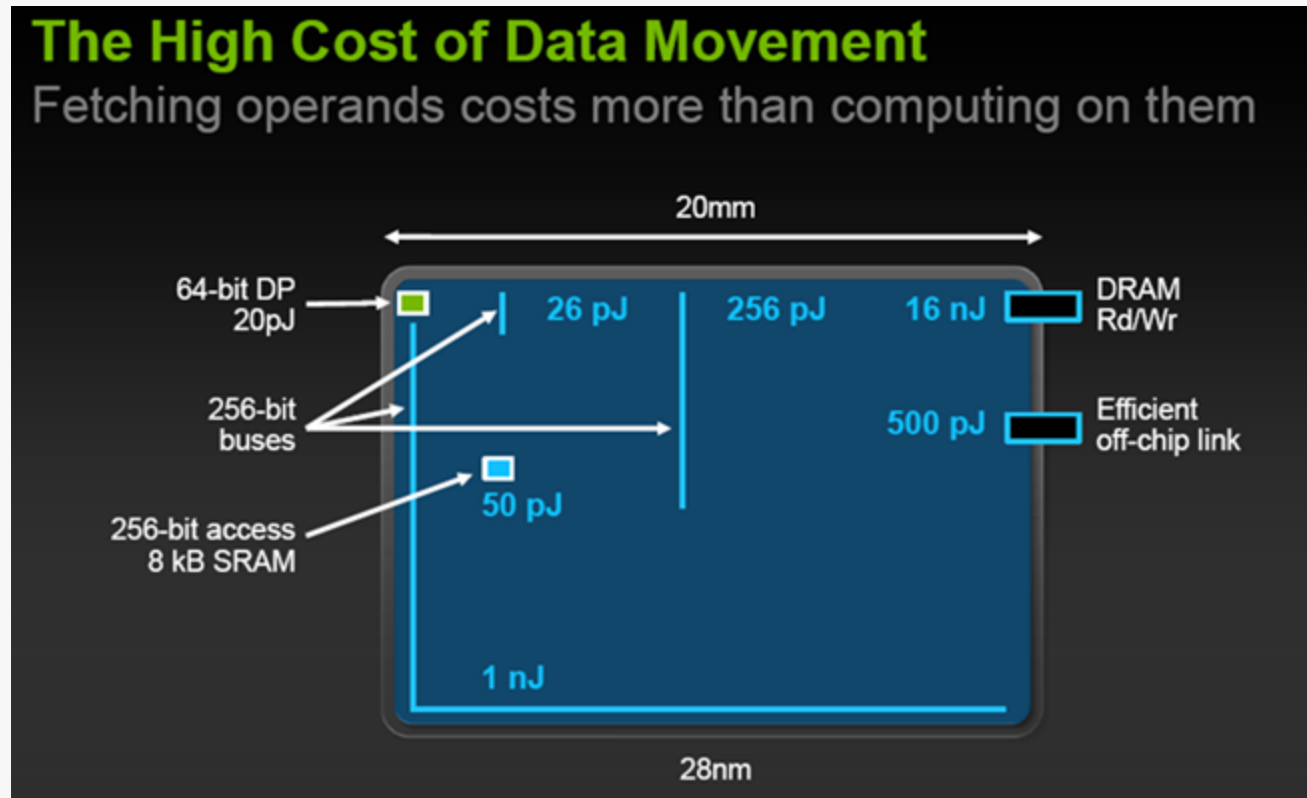 The High Cost of Data Movement
Fetching operands costs more than computing on them
20mm
64-bit DP
20pJ
26 pJ
256 pJ
16 nJ
DRAM
Rd/Wr
256-bit
buses
500 pJ
Efficient
off-chip link
50 pJ
256-bit access
8 kB SRAM
1 nJ
28nm